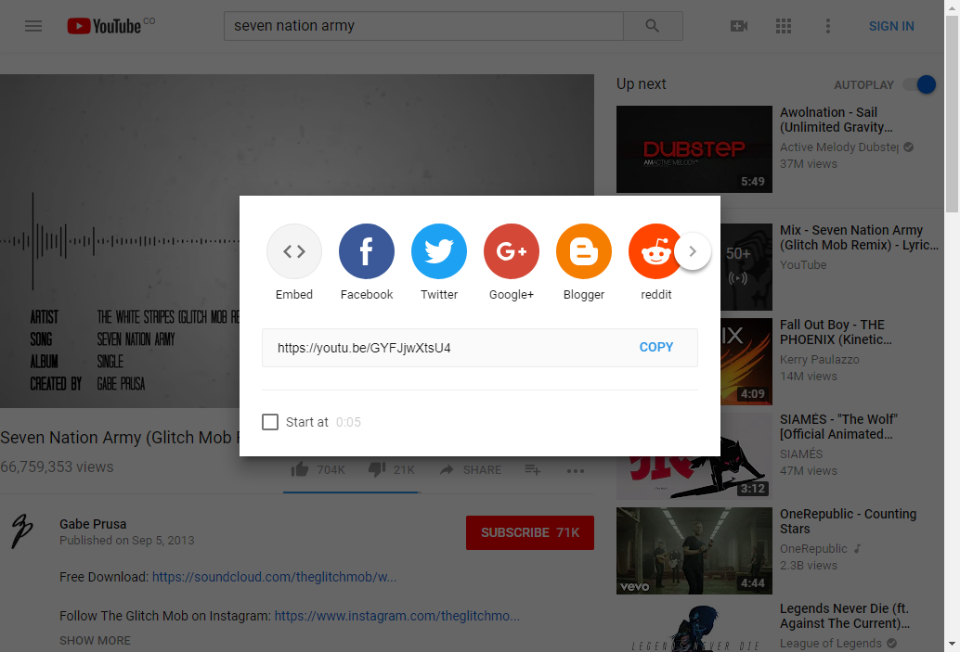 YouTube CO
seven nation army
SIGN IN
Up next
AUTOPLAY
DUBSTEP
5:49
Awolnation - Sail
(Unlimited Gravity...
Active Melody Dubstep
37M views
50+
Mix - Seven Nation Army
(Glitch Mob Remix) - Lyric...
YouTube
4:09
Fall Out Boy - THE
PHOENIX (Kinetic...
Kerry Paulazzo
14M views
3:12
SIAMÉS - "The Wolf"
[Official Animated...
SIAMÉS
47M views
vevo
4:44
OneRepublic - Counting
Stars
OneRepublic
2.3B views
LEGENDS NEVER DIE
Legends Never Die (ft.
Against The Current)...
League of Legends
Embed
Facebook
Twitter
Google+
Blogger
reddit
https://youtu.be/GYFJjwXtsU4
COPY
Start at 0:05
ARTIST THE WHITE STRIPES (GLITCH MOB RE
SONG SEVEN NATION ARMY
ALBUM SINGLE
CREATED BY GABE PRUSA
Seven Nation Army (Glitch Mob
66,759,353 views
704K
21K
SHARE
Gabe Prusa
Published on Sep 5, 2013
SUBSCRIBE 71K
Free Download: https://soundcloud.com/theglitchmob/w...
Follow The Glitch Mob on Instagram: https://www.instagram.com/theglitchmo...
SHOW MORE